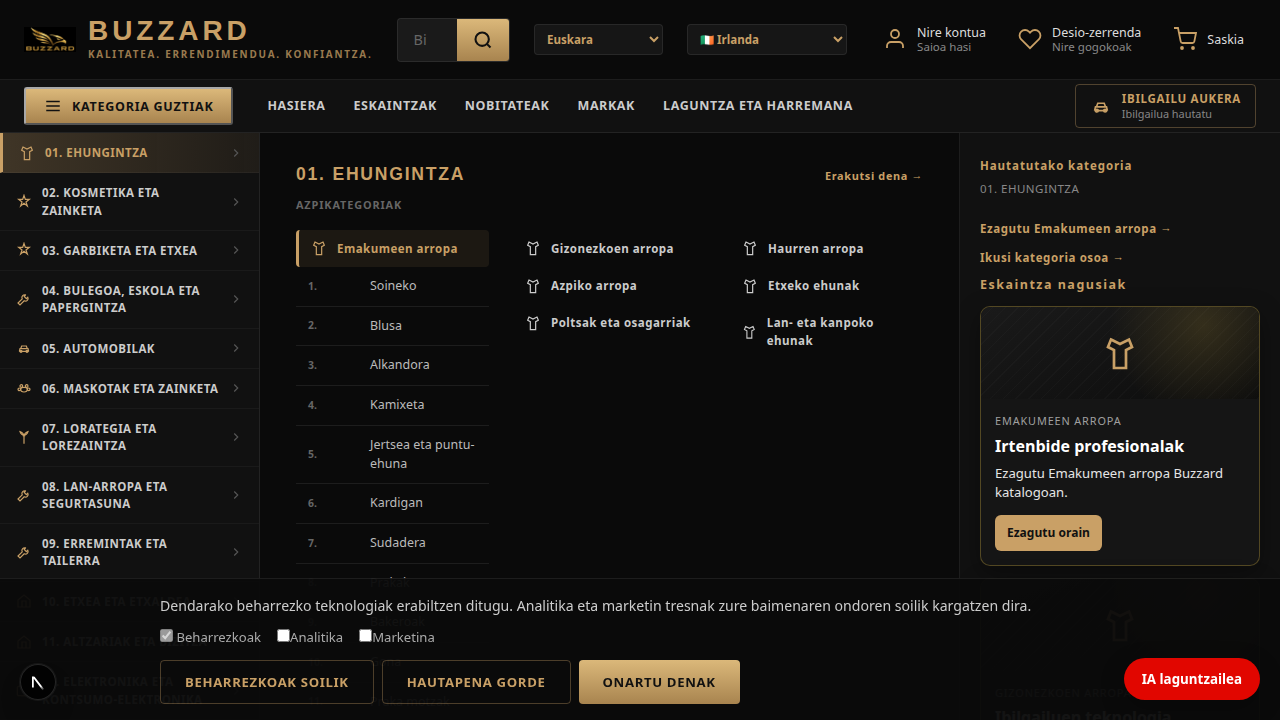 BUZZARD
BUZZARD
KALITATEA. ERRENDIMENDUA. KONFIANTZA.
Bi
Euskara
Irlanda
Nire kontua
Saioa hasi
Desio-zerrenda
Nire gogokoak
Saskia
KATEGORIA GUZTIAK
HASIERA
ESKAINTZAK
NOBITATEAK
MARKAK
LAGUNTZA ETA HARREMANA
IBILGAILU AUKERA
Ibilgailua hautatu
01. EHUNGINTZA
02. KOSMETIKA ETA
ZAINKETA
03. GARBIKETA ETA ETXEA
04. BULEGOA, ESKOLA ETA
PAPERGINTZA
05. AUTOMOBILAK
06. MASKOTAK ETA ZAINKETA
07. LORATEGIA ETA
LOREZAINTZA
08. LAN-ARROPA ETA
SEGURTASUNA
09. ERREMINTAK ETA
TAILERRA
01. EHUNGINTZA
Erakutsi dena →
AZPIKATEGORIAK
Emakumeen arropa
Gizonezkoen arropa
Haurren arropa
Azpiko arropa
Etxeko ehunak
Poltsak eta osagarriak
Lan- eta kanpoko
ehunak
1. Soineko
2. Blusa
3. Alkandora
4. Kamixeta
5. Jertsea eta puntu-
ehuna
6. Kardigan
7. Sudadera
Hautatutako kategoria
01. EHUNGINTZA
Ezagutu Emakumeen arropa →
Ikusi kategoria osoa →
Eskaintza nagusiak
EMAKUMEEN ARROPA
Irtenbide profesionalak
Ezagutu Emakumeen arropa Buzzard
katalogoan.
Ezagutu orain
Dendarako beharrezko teknologiak erabiltzen ditugu. Analitika eta marketin tresnak zure baimenaren ondoren soilik kargatzen dira.
Beharrezkoak
Analitika
Marketina
BEHARREZKOAK SOILIK
HAUTAPENA GORDE
ONARTU DENAK
IA laguntzailea